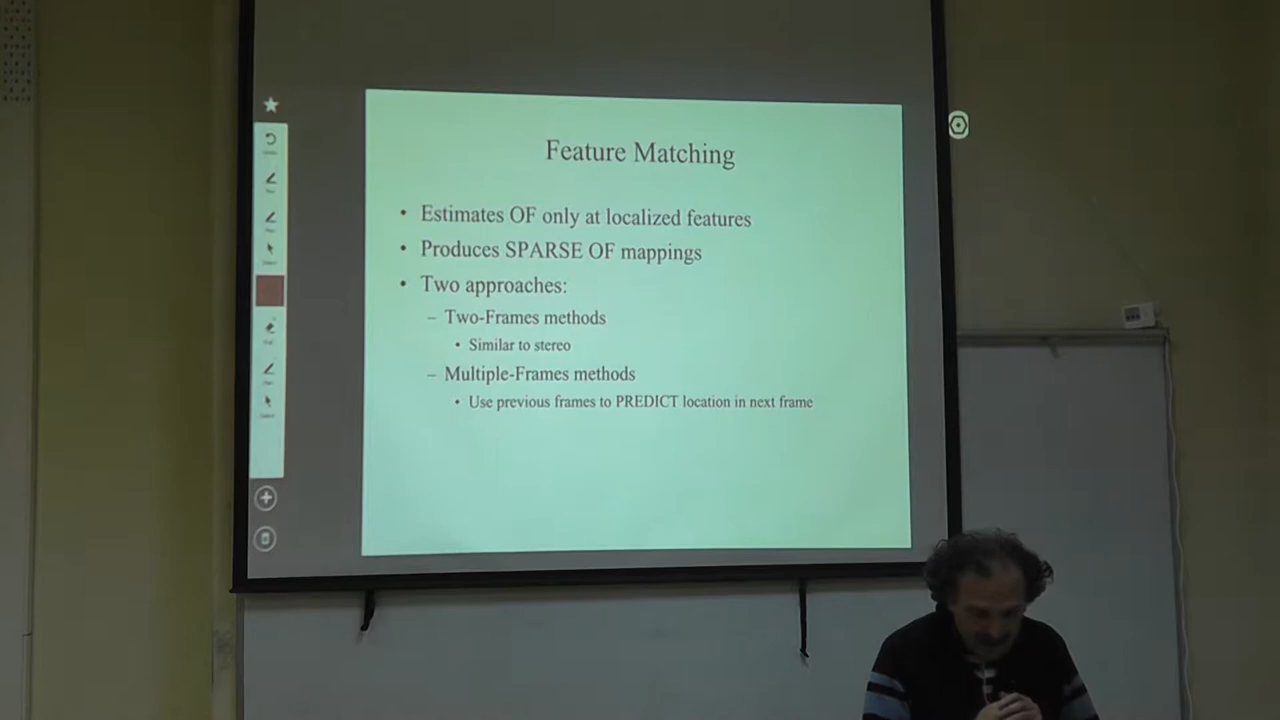 Feature Matching
• Estimates OF only at localized features
• Produces SPARSE OF mappings
• Two approaches:
– Two-Frames methods
• Similar to stereo
– Multiple-Frames methods
• Use previous frames to PREDICT location in next frame